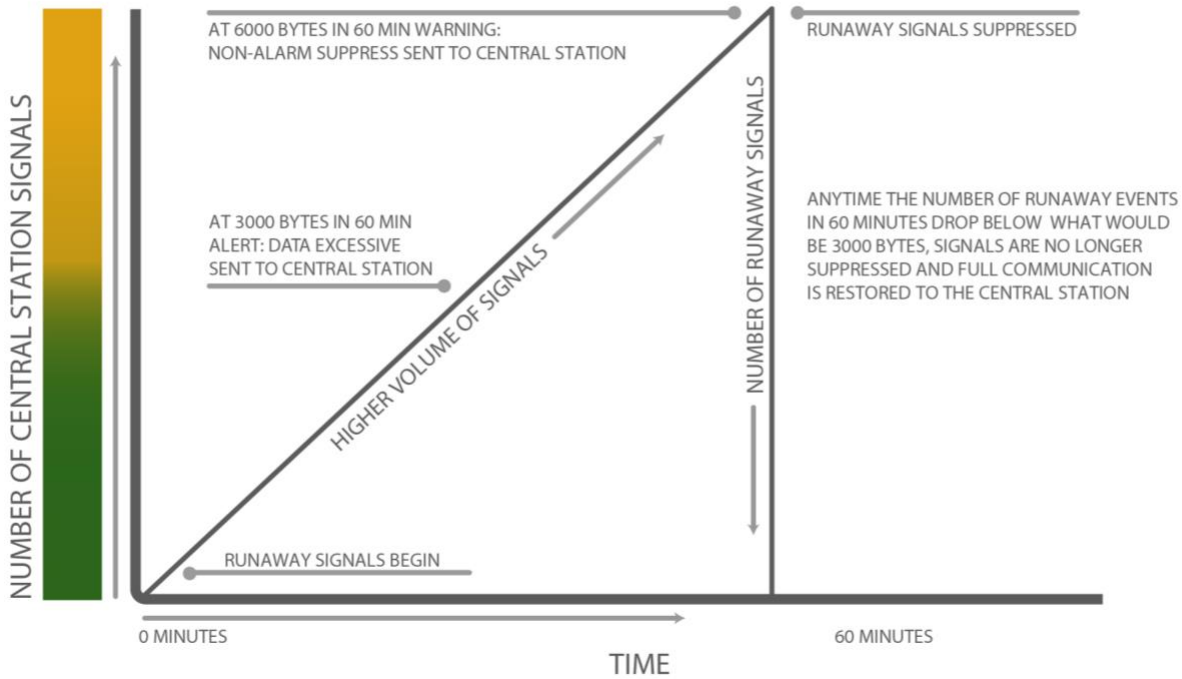 NUMBER OF CENTRAL STATION SIGNALS
AT 6000 BYTES IN 60 MIN WARNING:
NON-ALARM SUPPRESS SENT TO CENTRAL STATION
RUNAWAY SIGNALS SUPPRESSED
AT 3000 BYTES IN 60 MIN
ALERT: DATA EXCESSIVE
SENT TO CENTRAL STATION
HIGHER VOLUME OF SIGNALS
NUMBER OF RUNAWAY SIGNALS
ANYTIME THE NUMBER OF RUNAWAY EVENTS
IN 60 MINUTES DROP BELOW WHAT WOULD
BE 3000 BYTES, SIGNALS ARE NO LONGER
SUPPRESSED AND FULL COMMUNICATION
IS RESTORED TO THE CENTRAL STATION
RUNAWAY SIGNALS BEGIN
0 MINUTES
60 MINUTES
TIME